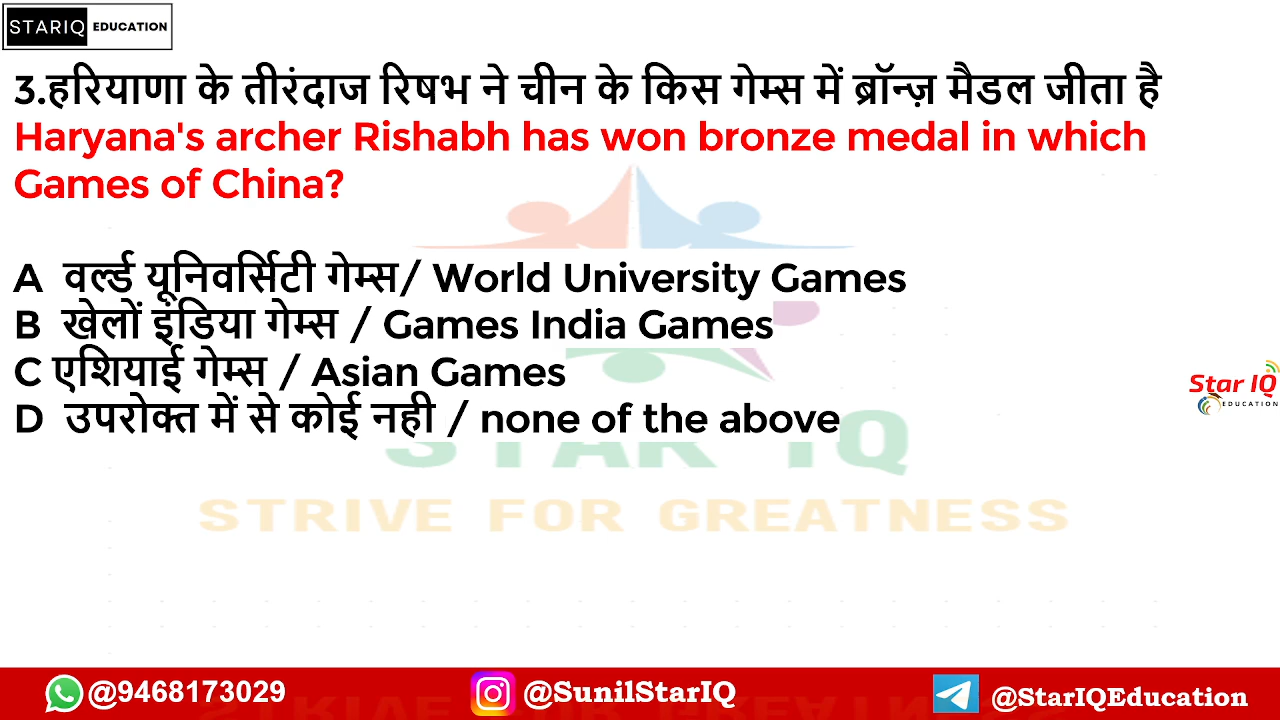 STARIQ EDUCATION
3.हरियाणा के तीरंदाज रिषभ ने चीन के किस गेम्स में ब्रॉन्ज़ मैडल जीता है
Haryana's archer Rishabh has won bronze medal in which
Games of China?
A वर्ल्ड यूनिवर्सिटी गेम्स/ World University Games
B खेलों इंडिया गेम्स / Games India Games
C एशियाई गेम्स / Asian Games
D उपरोक्त में से कोई नही / none of the above
Star IQ
EDUCATION
STAR IQ
STRIVE FOR GREATNESS
@9468173029 @SunilStarIQ @StarIQEducation